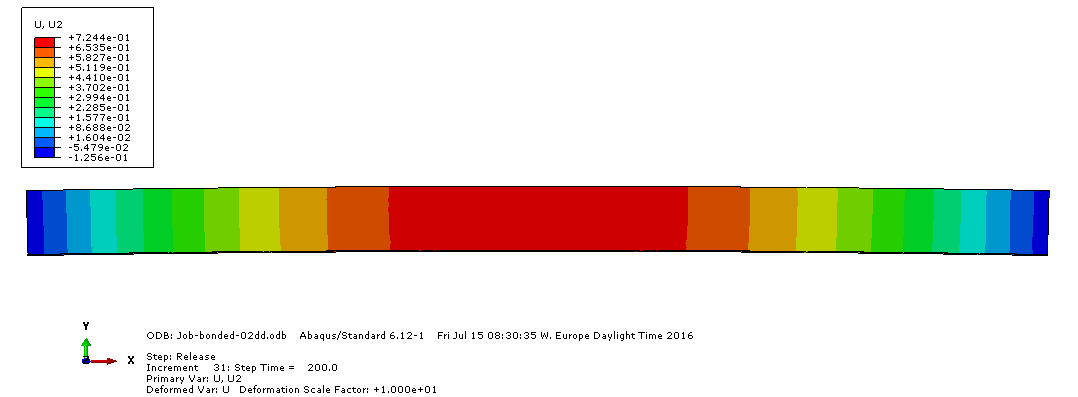 U, U2
+7.244e-01
+6.535e-01
+5.827e-01
+5.119e-01
+4.410e-01
+3.702e-01
+2.994e-01
+2.285e-01
+1.577e-01
+8.688e-02
+1.604e-02
-5.479e-02
-1.256e-01
Y
X
ODB: Job-bonded-02dd.odb Abaqus/Standard 6.12-1 Fri Jul 15 08:30:35 W. Europe Daylight Time 2016
Step: Release
Increment 31: Step Time = 200.0
Primary Var: U, U2
Deformed Var: U Deformation Scale Factor: +1.000e+01